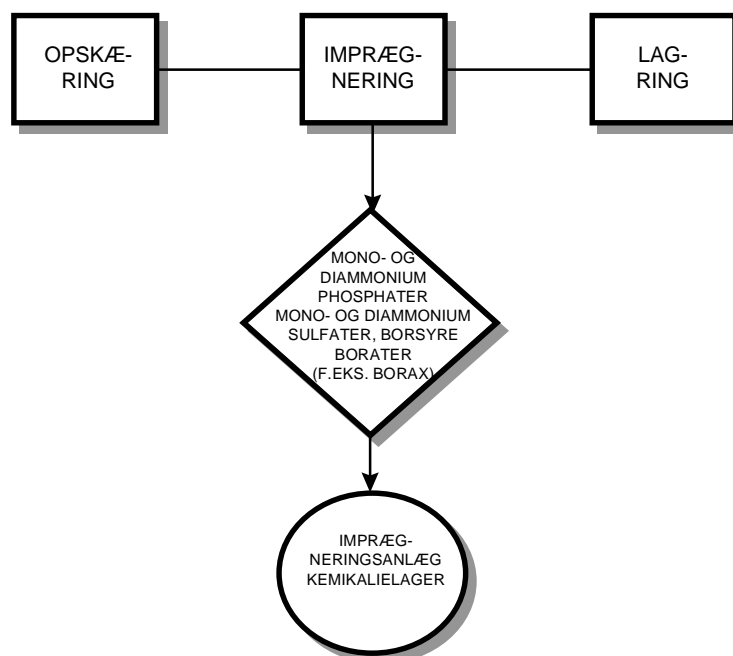 OPSKÆ-
RING
IMPRÆG-
NERING
LAG-
RING
MONO- OG
DIAMMONIUM
PHOSPHATER
MONO- OG DIAMMONIUM
SULFATER, BORSYRE
BORATER
(F.EKS. BORAX)
IMPRÆG-
NERINGSANLÆG
KEMIKALIELAGER